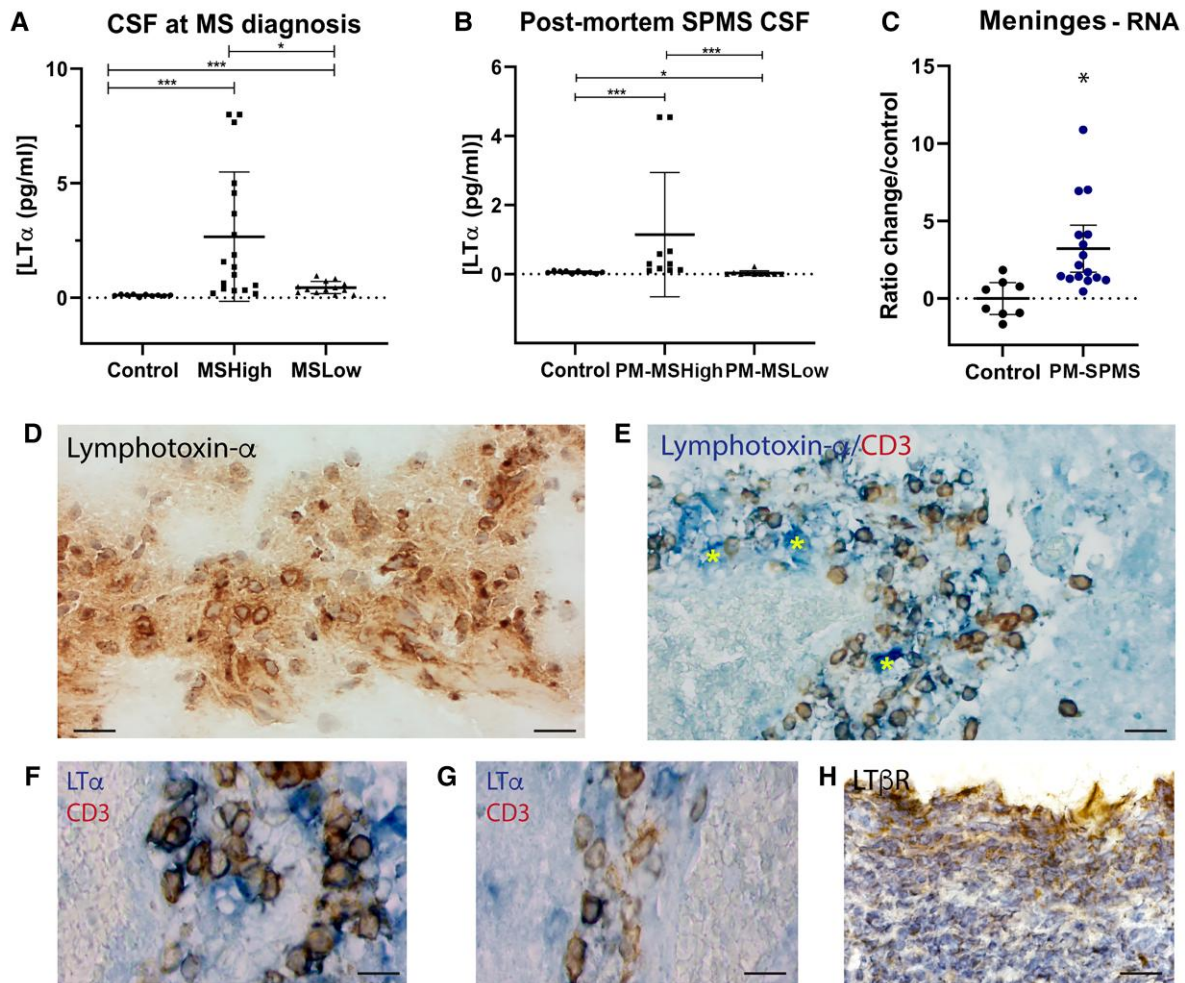 A CSF at MS diagnosis
B Post-mortem SPMS CSF
C Meninges - RNA
[LTα (pg/ml)]
10
5
0
*
***
***
Control MSHigh MSLow
[LTα (pg/ml)]
6
4
2
0
***
*
***
Control PM-MSHigh PM-MSLow
Ratio change/control
15
10
5
0
*
Control PM-SPMS
D Lymphotoxin-α
E Lymphotoxin-α/CD3
*
*
*
F LTα
CD3
G LTα
CD3
H LTβR